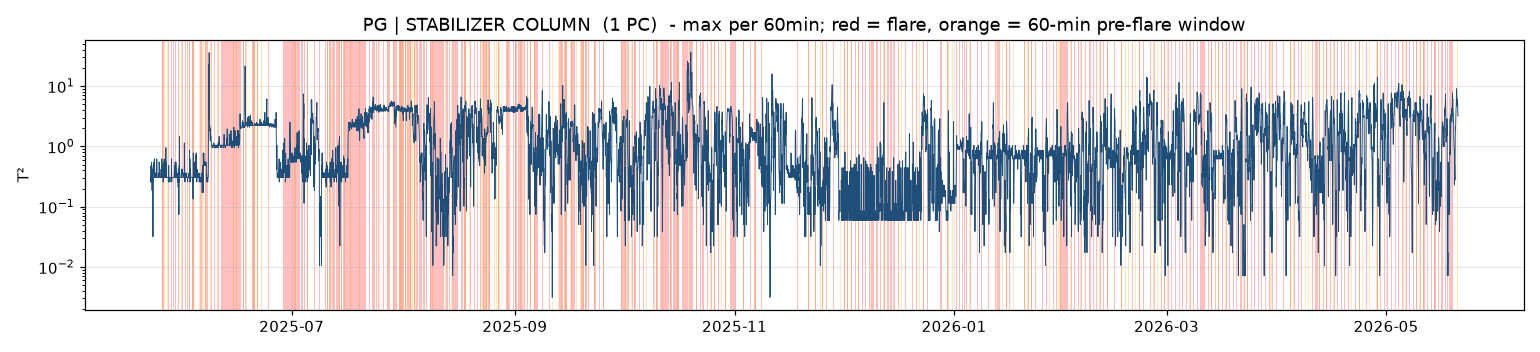 PG | STABILIZER COLUMN  (1 PC)  - max per 60min; red = flare, orange = 60-min pre-flare window
T²
10¹
10⁰
10⁻¹
10⁻²
2025-07 2025-09 2025-11 2026-01 2026-03 2026-05